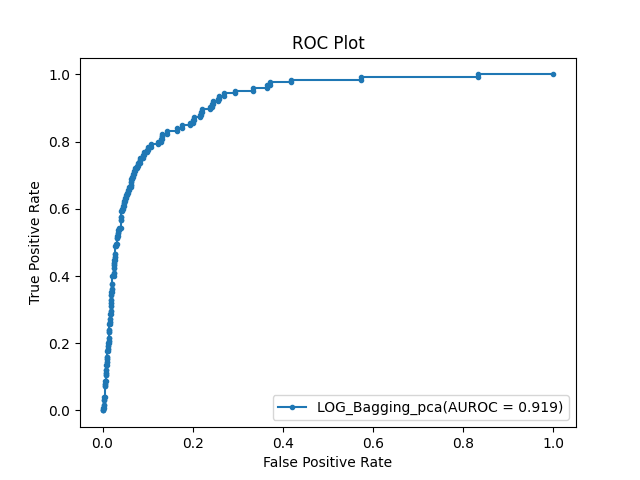 ROC Plot
True Positive Rate
1.0
0.8
0.6
0.4
0.2
0.0
LOG_Bagging_pca(AUROC = 0.919)
0.0 0.2 0.4 0.6 0.8 1.0
False Positive Rate